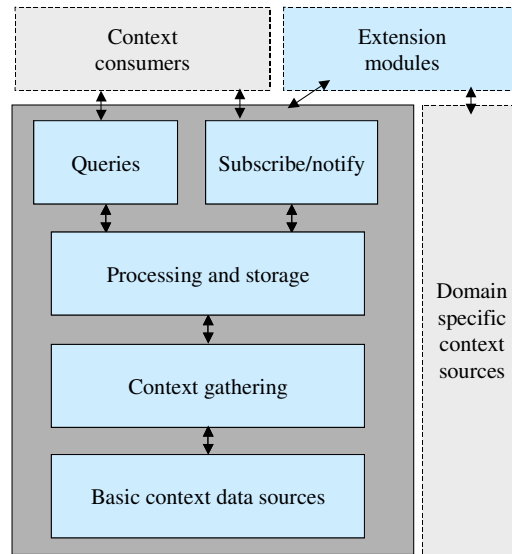 Context
consumers
Extension
modules
Queries
Subscribe/notify
Processing and storage
Context gathering
Basic context data sources
Domain
specific
context
sources